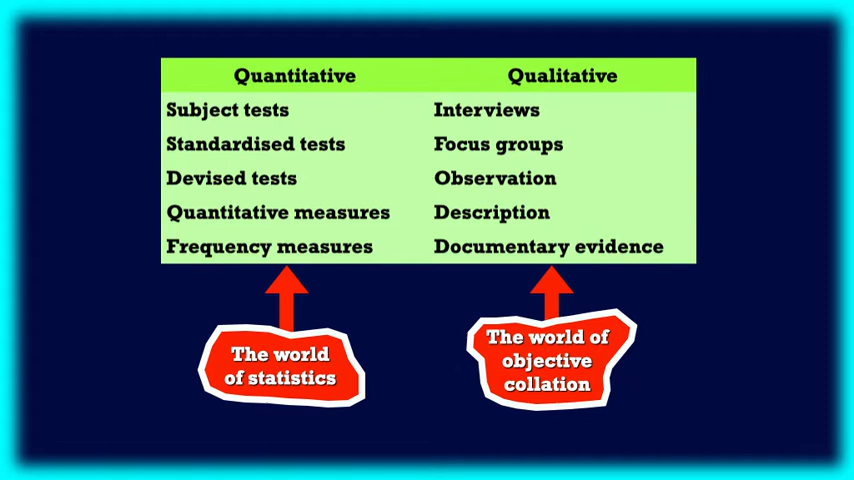 Quantitative Qualitative
Subject tests Interviews
Standardised tests Focus groups
Devised tests Observation
Quantitative measures Description
Frequency measures Documentary evidence
The world
of statistics
The world of
objective
collation